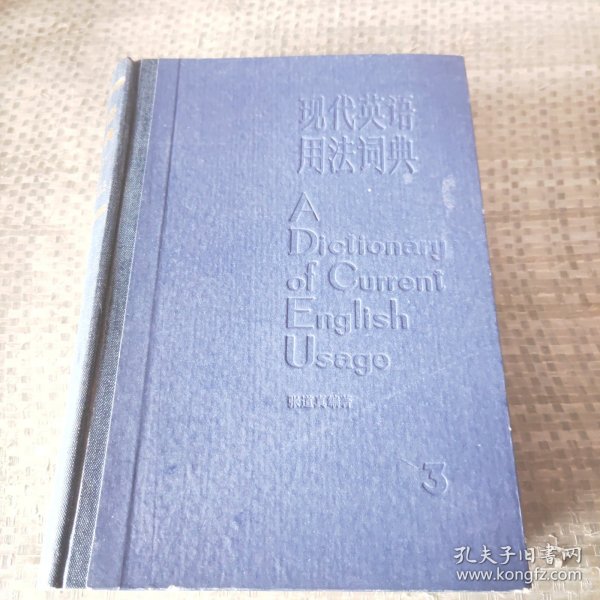 现代英语
用法词典
A
Dictionary
of Current
English
Usage
张道真编著
3
孔夫子旧书网
www.kongfz.com